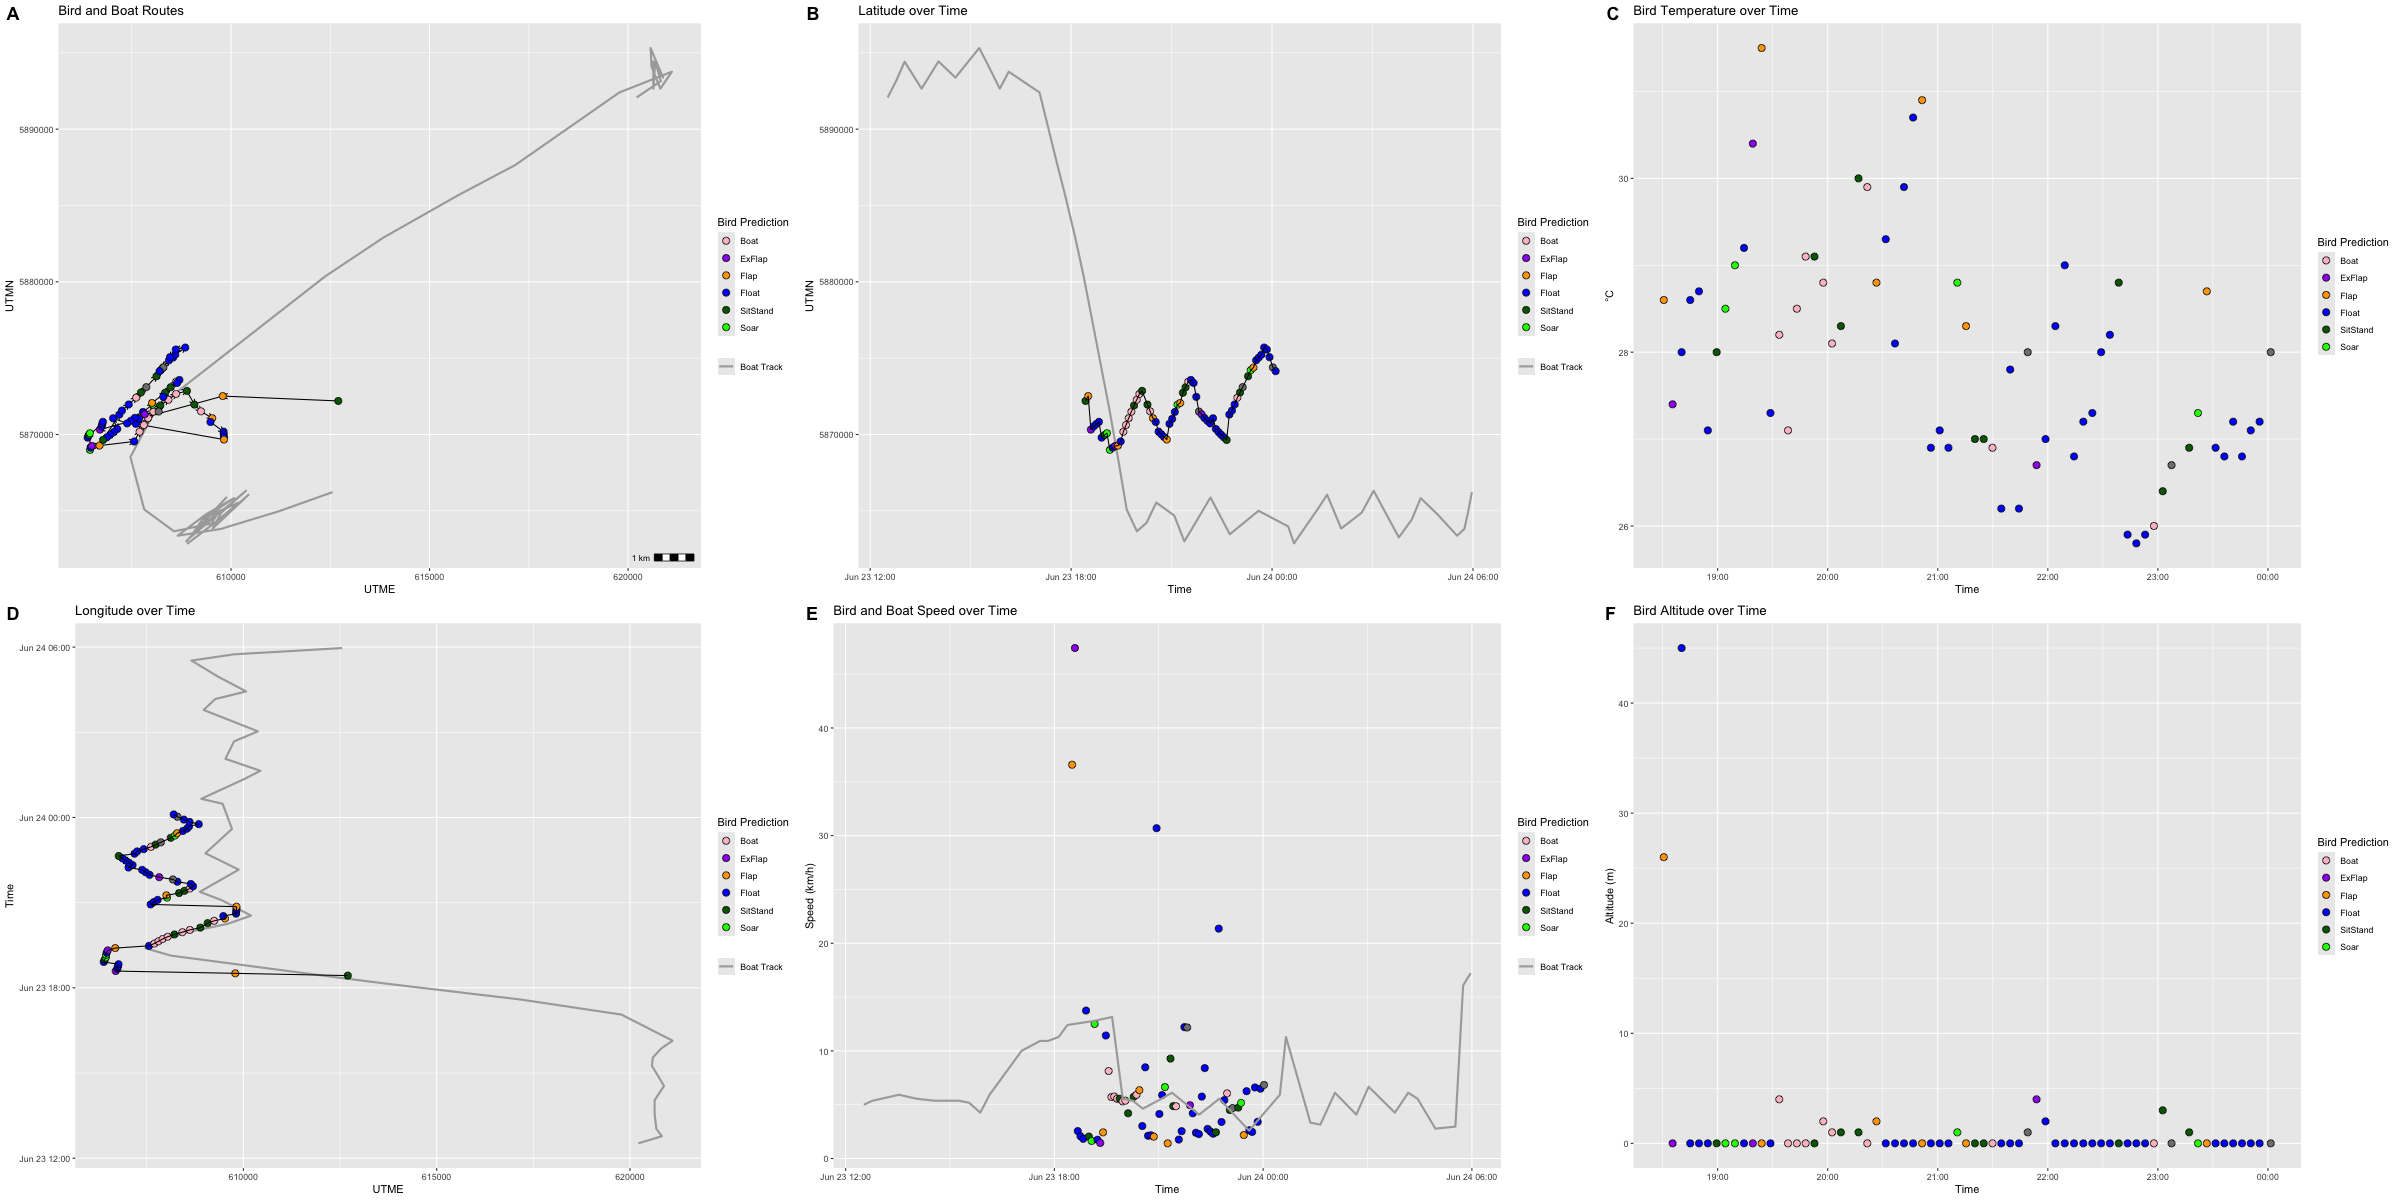 A Bird and Boat Routes
UTMN
5890000
5880000
5870000
610000
615000
620000
UTME
1 km
Bird Prediction
Boat
ExFlap
Flap
Float
SitStand
Soar
Boat Track
B Latitude over Time
UTMN
5890000
5880000
5870000
Jun 23 12:00
Jun 23 18:00
Jun 24 00:00
Jun 24 06:00
Time
Bird Prediction
Boat
ExFlap
Flap
Float
SitStand
Soar
Boat Track
C Bird Temperature over Time
°C
30
28
26
19:00
20:00
21:00
22:00
23:00
00:00
Time
Bird Prediction
Boat
ExFlap
Flap
Float
SitStand
Soar
D Longitude over Time
Time
Jun 24 06:00
Jun 24 00:00
Jun 23 18:00
Jun 23 12:00
610000
615000
620000
UTME
Bird Prediction
Boat
ExFlap
Flap
Float
SitStand
Soar
Boat Track
E Bird and Boat Speed over Time
Speed (km/h)
40
30
20
10
0
Jun 23 12:00
Jun 23 18:00
Jun 24 00:00
Jun 24 06:00
Time
Bird Prediction
Boat
ExFlap
Flap
Float
SitStand
Soar
Boat Track
F Bird Altitude over Time
Altitude (m)
40
30
20
10
0
19:00
20:00
21:00
22:00
23:00
00:00
Time
Bird Prediction
Boat
ExFlap
Flap
Float
SitStand
Soar